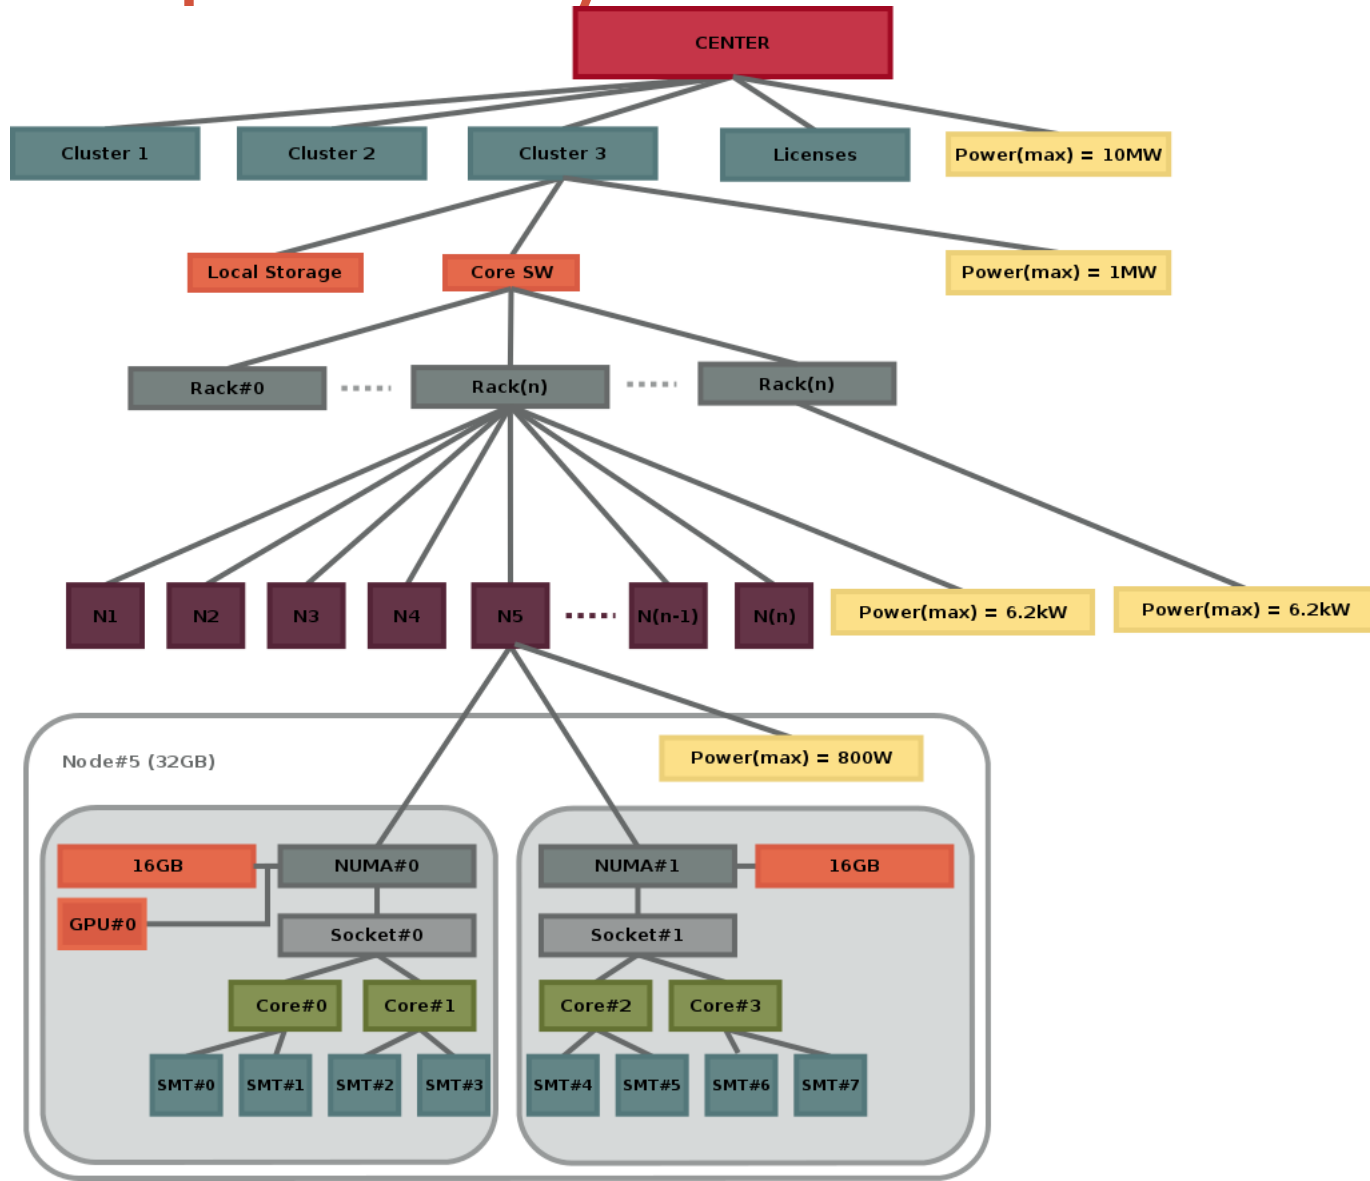 CENTER
Cluster 1
Cluster 2
Cluster 3
Licenses
Power(max) = 10MW
Local Storage
Core SW
Power(max) = 1MW
Rack#0
Rack(n)
Rack(n)
N1
N2
N3
N4
N5
N(n-1)
N(n)
Power(max) = 6.2kW
Power(max) = 6.2kW
Node#5 (32GB)
Power(max) = 800W
16GB
NUMA#0
NUMA#1
16GB
GPU#0
Socket#0
Socket#1
Core#0
Core#1
Core#2
Core#3
SMT#0
SMT#1
SMT#2
SMT#3
SMT#4
SMT#5
SMT#6
SMT#7